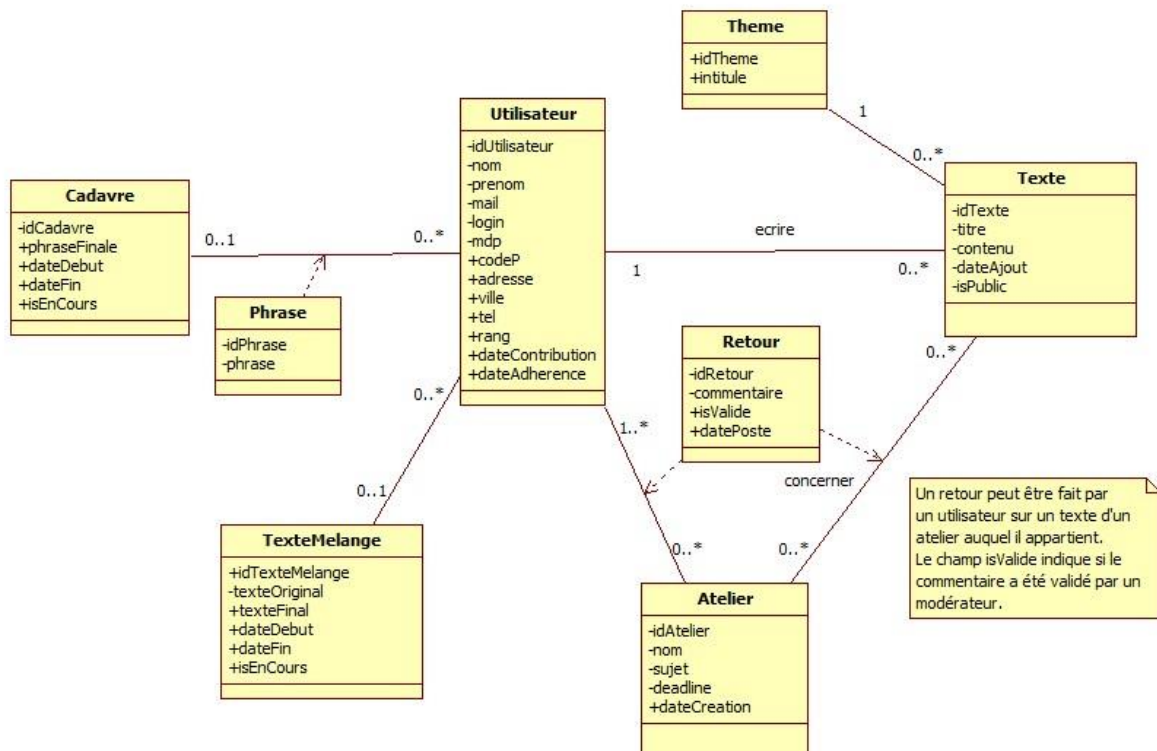 Theme
+idTheme
+intitule
1
0..*
Utilisateur
-idUtilisateur
-nom
-prenom
-mail
-login
-mdp
+codeP
+adresse
+ville
+tel
+rang
+dateContribution
+dateAdherence
Cadavre
-idCadavre
+phraseFinale
+dateDebut
+dateFin
+isEnCours
0..1
0..*
Phrase
-idPhrase
-phrase
Texte
-idTexte
-titre
-contenu
-dateAjout
-isPublic
ecrire
1
0..*
Retour
-idRetour
-commentaire
+isValide
+datePoste
0..*
0..*
0..1
1..*
concerner
0..*
0..*
TexteMelange
+idTexteMelange
-texteOriginal
+texteFinal
+dateDebut
+dateFin
+isEnCours
Atelier
-idAtelier
-nom
-sujet
-deadline
+dateCreation
Un retour peut être fait par
un utilisateur sur un texte d'un
atelier auquel il appartient.
Le champ isValide indique si le
commentaire a été validé par un
modérateur.